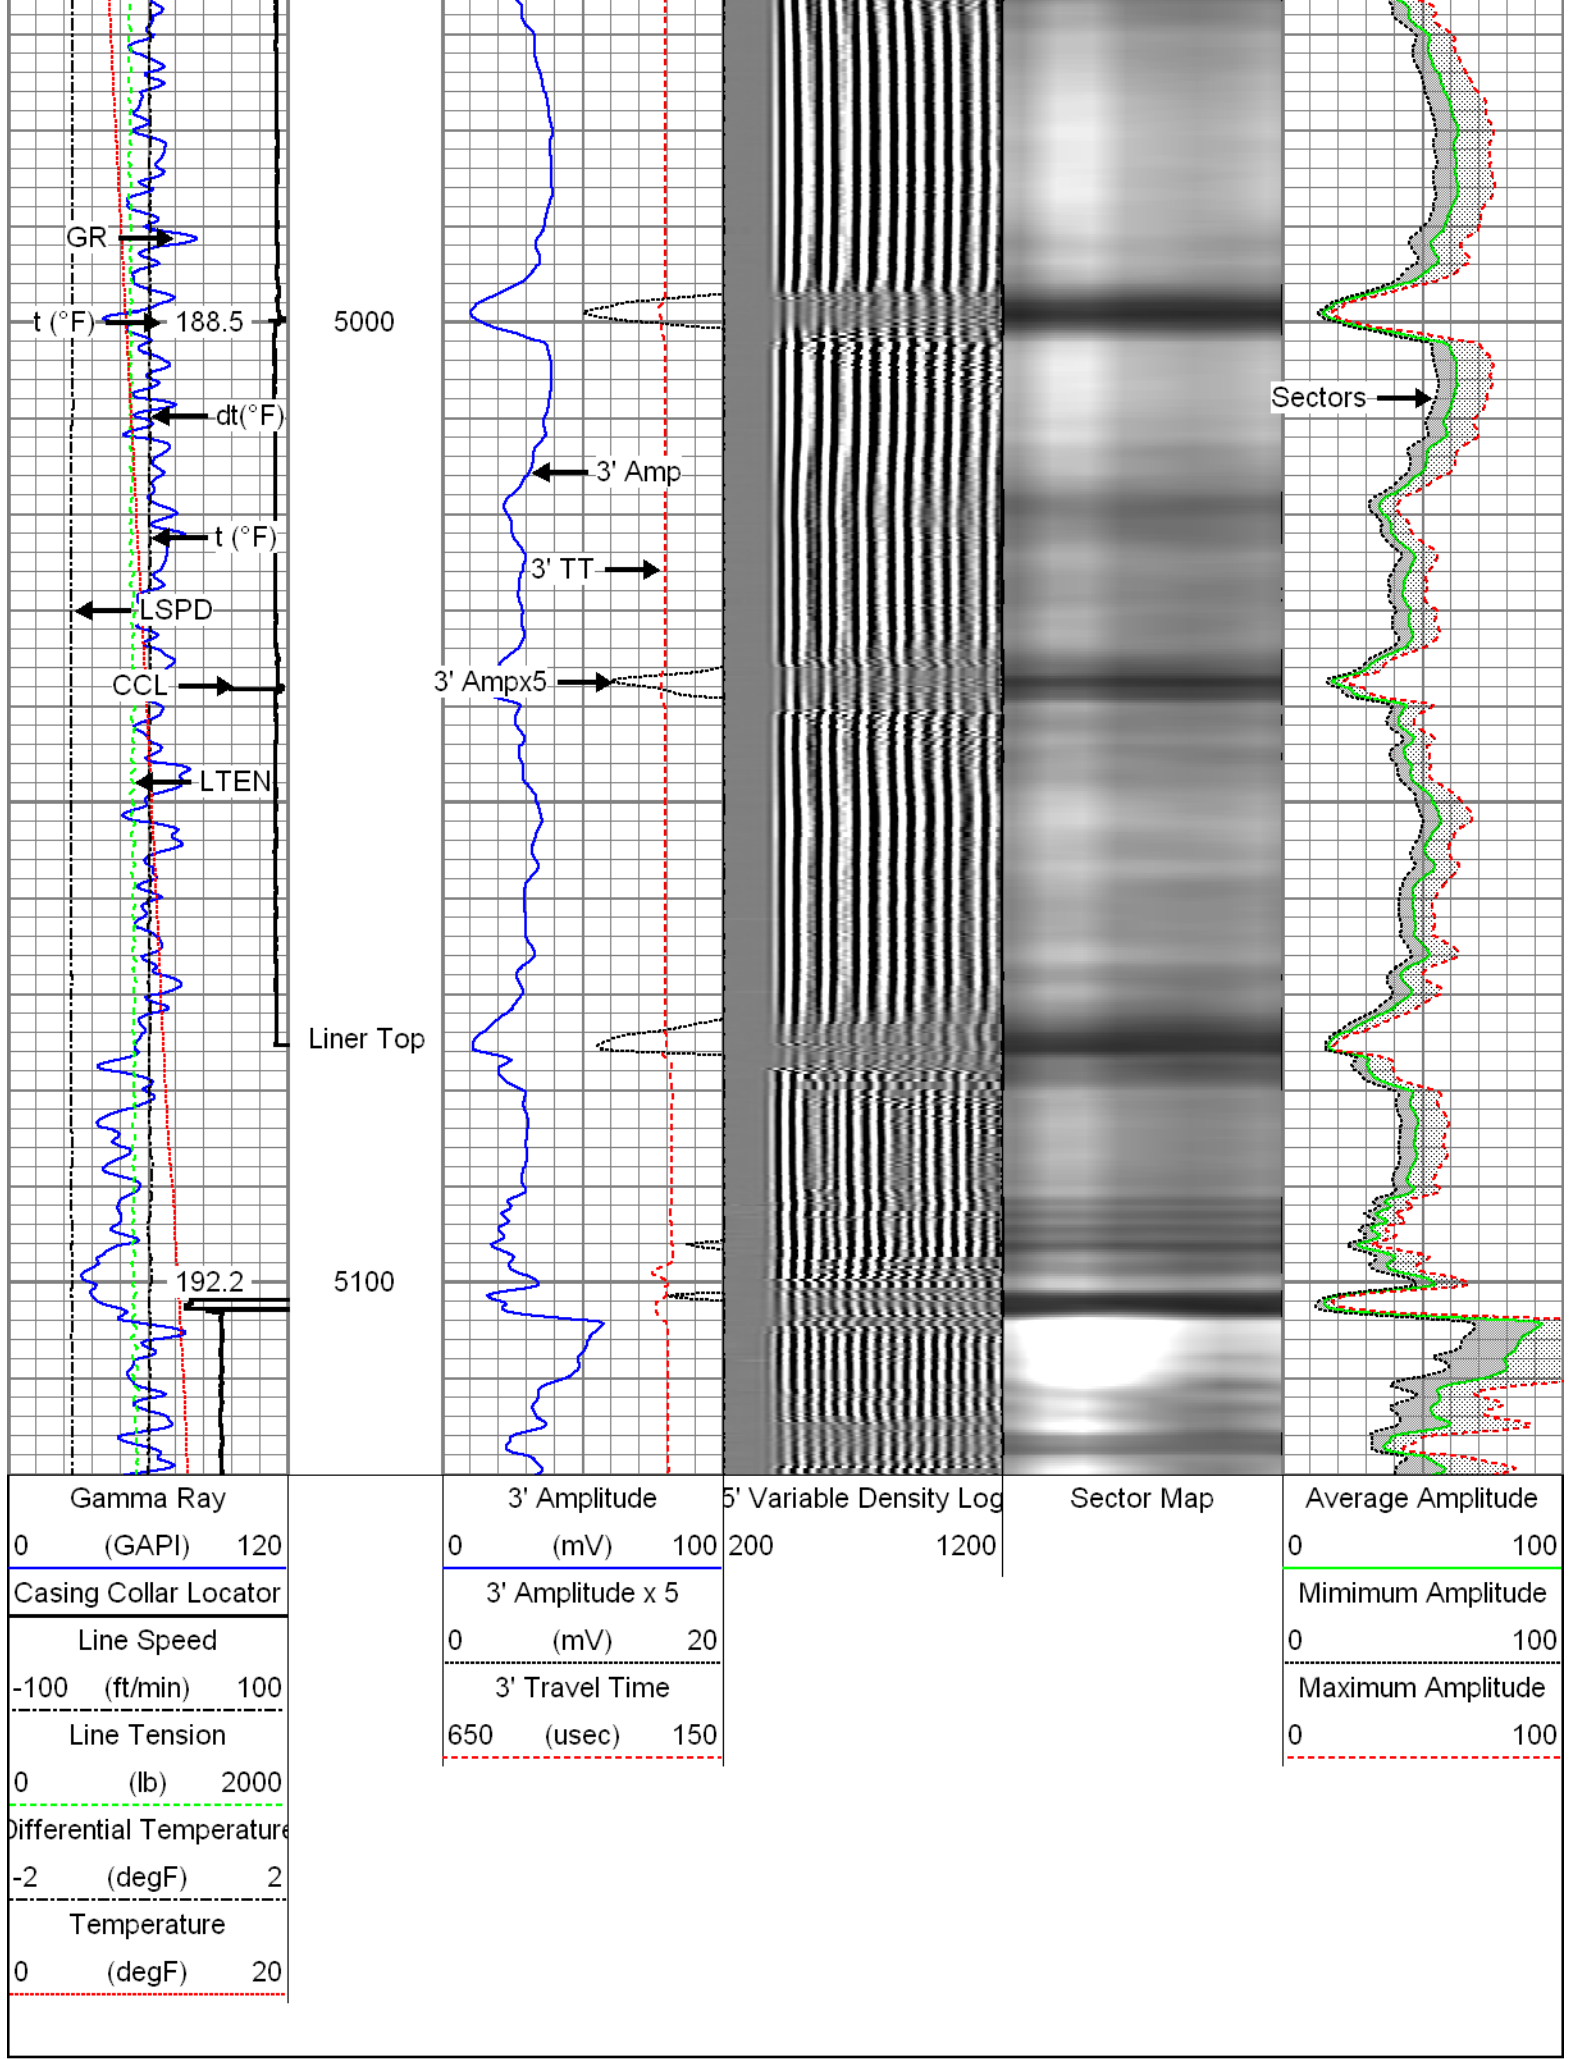 GR
t (°F) 188.5 5000
Sectors
dt(°F)
3' Amp
t (°F)
3' TT
LSPD
CCL 3' Ampx5
LTEN
Liner Top
192.2 5100
Gamma Ray
0 (GAPI) 120
Casing Collar Locator
Line Speed
-100 (ft/min) 100
Line Tension
0 (lb) 2000
Differential Temperature
-2 (degF) 2
Temperature
0 (degF) 20
3' Amplitude
0 (mV) 100
3' Amplitude x 5
0 (mV) 20
3' Travel Time
650 (usec) 150
5' Variable Density Log
200 1200
Sector Map
Average Amplitude
0 100
Mimimum Amplitude
0 100
Maximum Amplitude
0 100